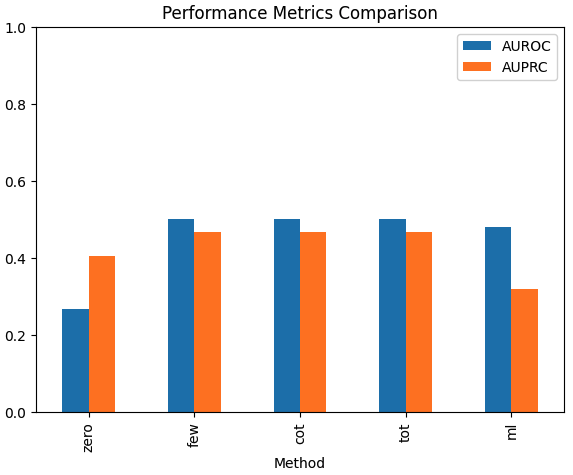 Performance Metrics Comparison
1.0
0.8
0.6
0.4
0.2
0.0
AUROC
AUPRC
zero
few
cot
tot
ml
Method